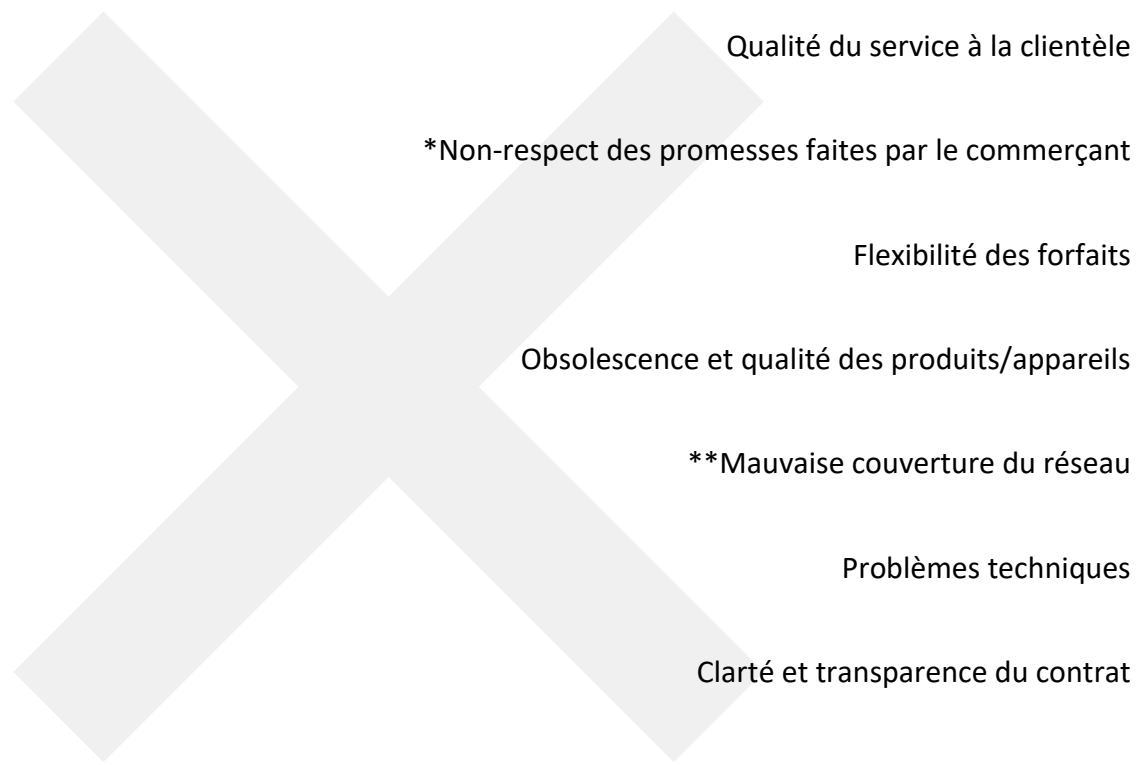 Qualité du service à la clientèle
*Non-respect des promesses faites par le commerçant
Flexibilité des forfaits
Obsolescence et qualité des produits/appareils
**Mauvaise couverture du réseau
Problèmes techniques
Clarté et transparence du contrat